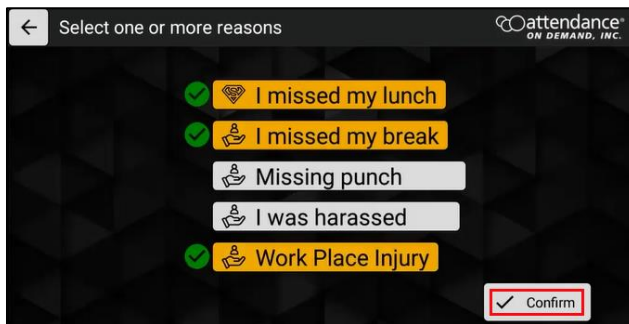 Select one or more reasons
attendance®
ON DEMAND, INC.
I missed my lunch
I missed my break
Missing punch
I was harassed
Work Place Injury
Confirm